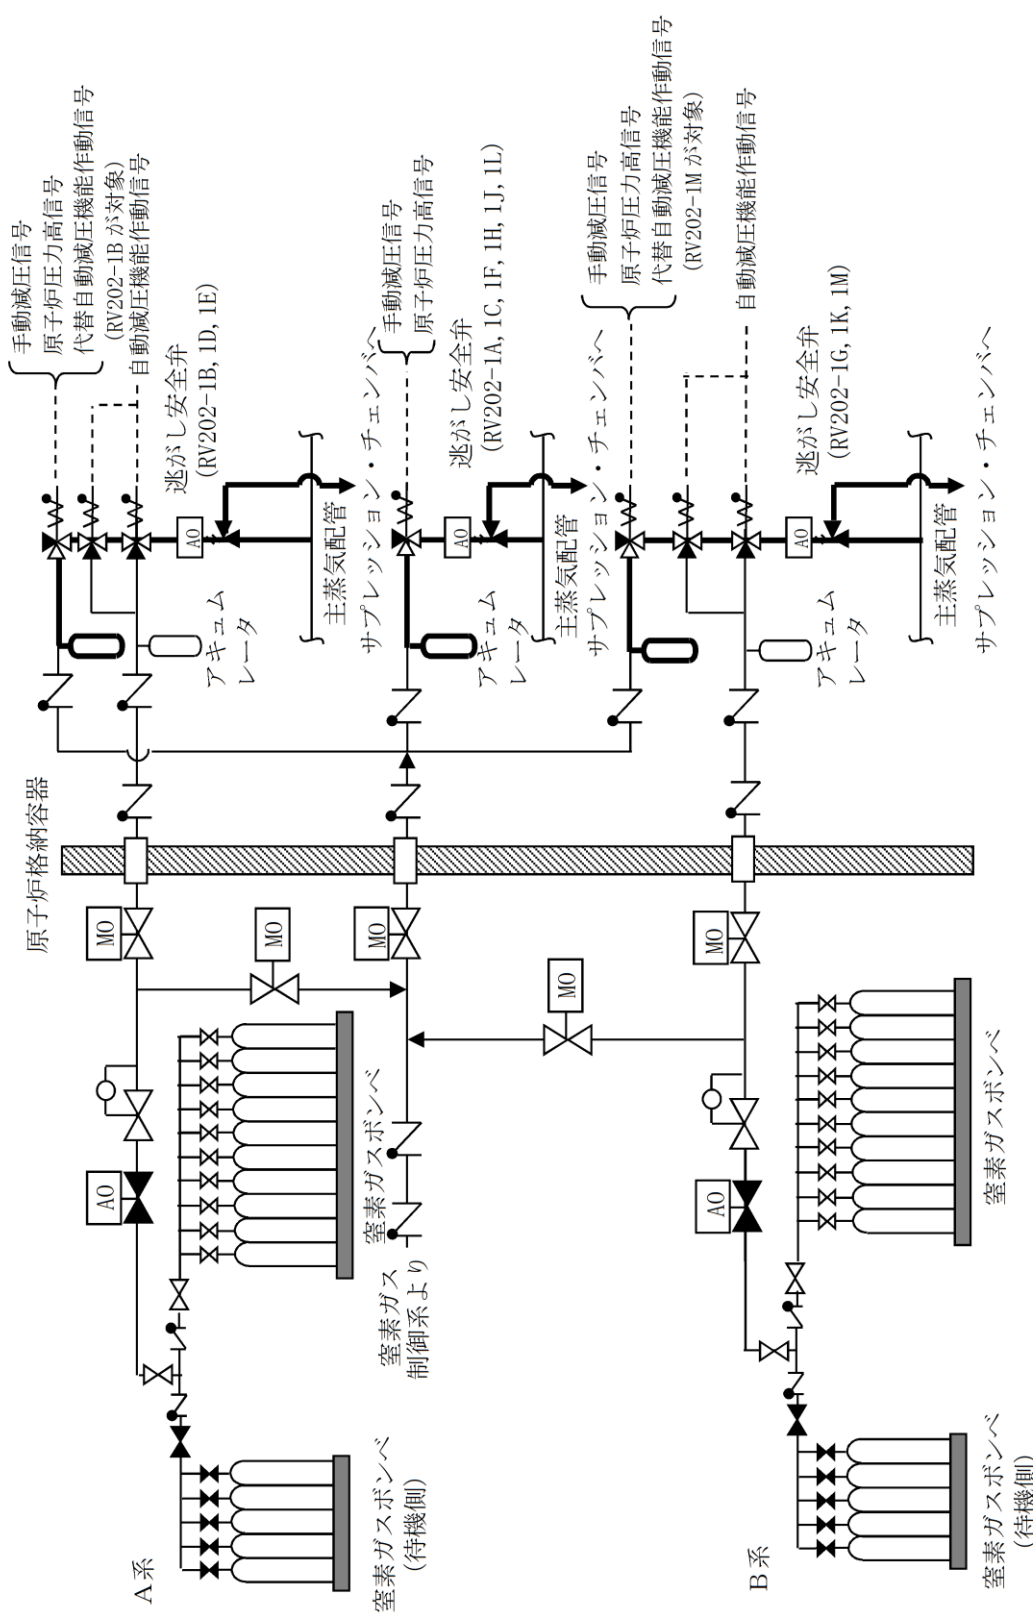 手動減圧信号
原子炉圧力高信号
代替自動減圧機能作動信号
(RV202-1Bが対象)
自動減圧機能作動信号
逃がし安全弁
(RV202-1B, 1D, 1E)
AO
主蒸気配管
サプレッション・チェンバへ
アキュム
レータ
手動減圧信号
原子炉圧力高信号
逃がし安全弁
(RV202-1A, 1C, 1F, 1H, 1J, 1L)
AO
主蒸気配管
サプレッション・チェンバへ
アキュム
レータ
手動減圧信号
原子炉圧力高信号
代替自動減圧機能作動信号
(RV202-1Mが対象)
自動減圧機能作動信号
逃がし安全弁
(RV202-1G, 1K, 1M)
AO
主蒸気配管
サプレッション・チェンバへ
アキュム
レータ
原子炉格納容器
MO
MO
MO
MO
MO
AO
AO
窒素ガスボンベ
窒素ガス
制御系より
窒素ガスボンベ
A系
窒素ガスボンベ
(待機側)
B系
窒素ガスボンベ
(待機側)